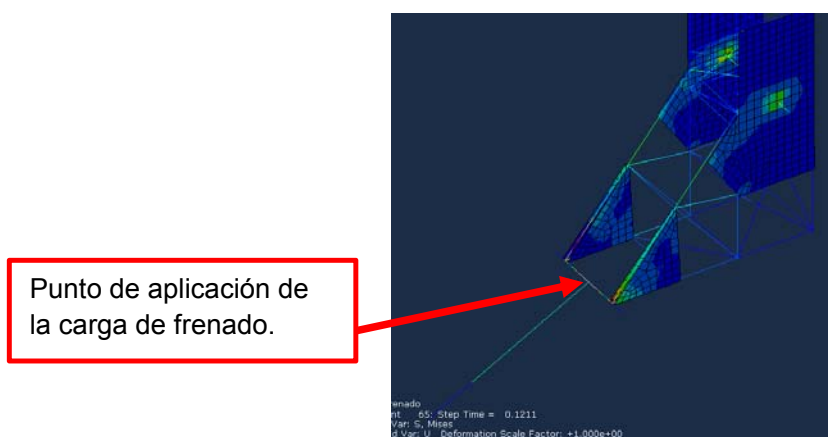 Punto de aplicación de
la carga de frenado.
enado
nt 65: Step Time = 0.1211
Var: S, Mises
d Var: U Deformation Scale Factor: +1.000e+00